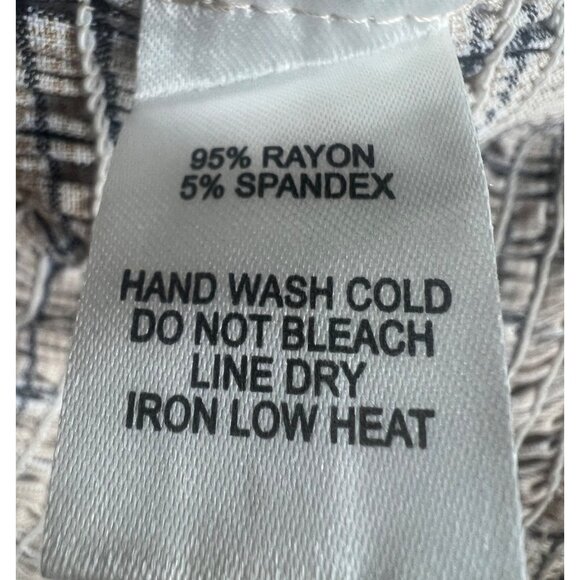 95% RAYON
5% SPANDEX
HAND WASH COLD
DO NOT BLEACH
LINE DRY
IRON LOW HEAT